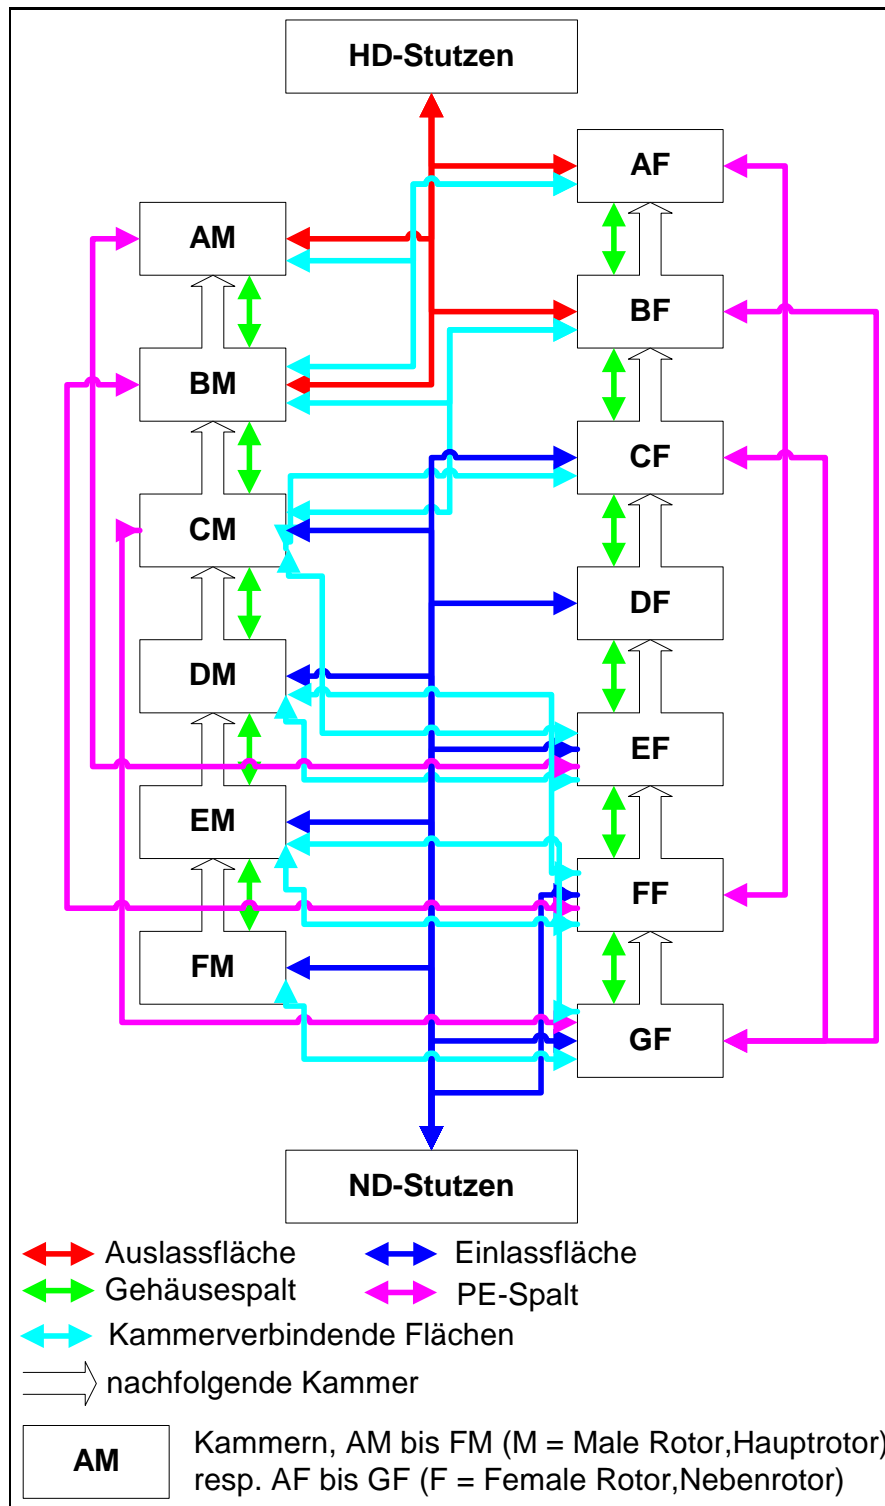 HD-Stutzen
AF
AM
BF
BM
CF
CM
DF
DM
EF
EM
FF
FM
GF
ND-Stutzen
Auslassfläche
Einlassfläche
Gehäusespalt
PE-Spalt
Kammerverbindende Flächen
nachfolgende Kammer
AM
Kammern, AM bis FM (M = Male Rotor,Hauptrotor)
resp. AF bis GF (F = Female Rotor,Nebenrotor)